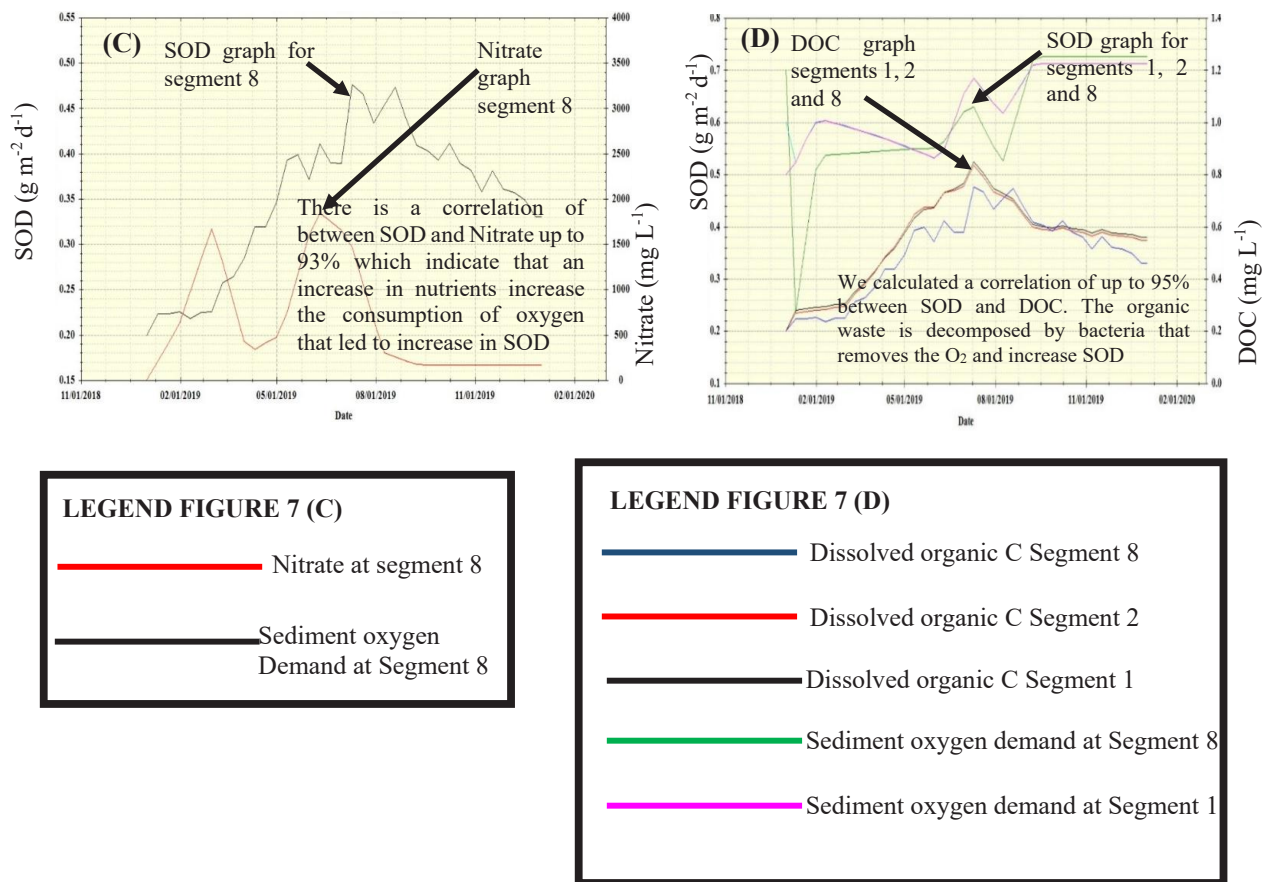 (C)
SOD graph for
segment 8
Nitrate
graph
segment 8
There is a correlation of
between SOD and Nitrate up to
93% which indicate that an
increase in nutrients increase
the consumption of oxygen
that led to increase in SOD
SOD (g m-2 d-1)
0.55
0.50
0.45
0.40
0.35
0.30
0.25
0.20
0.15
4000
3500
3000
2500
2000
1500
1000
500
0
Nitrate (mg L-1)
11/01/2018
02/01/2019
05/01/2019
08/01/2019
11/01/2019
02/01/2020
Date
(D)
DOC graph
segments 1, 2
and 8
SOD graph for
segments 1, 2
and 8
We calculated a correlation of up to 95%
between SOD and DOC. The organic
waste is decomposed by bacteria that
removes the O2 and increase SOD
SOD (g m-2 d-1)
0.8
0.7
0.6
0.5
0.4
0.3
0.2
0.1
1.4
1.2
1.0
0.8
0.6
0.4
0.2
0.0
DOC (mg L-1)
11/01/2018
02/01/2019
05/01/2019
08/01/2019
11/01/2019
02/01/2020
Date
LEGEND FIGURE 7 (C)
Nitrate at segment 8
Sediment oxygen
Demand at Segment 8
LEGEND FIGURE 7 (D)
Dissolved organic C Segment 8
Dissolved organic C Segment 2
Dissolved organic C Segment 1
Sediment oxygen demand at Segment 8
Sediment oxygen demand at Segment 1